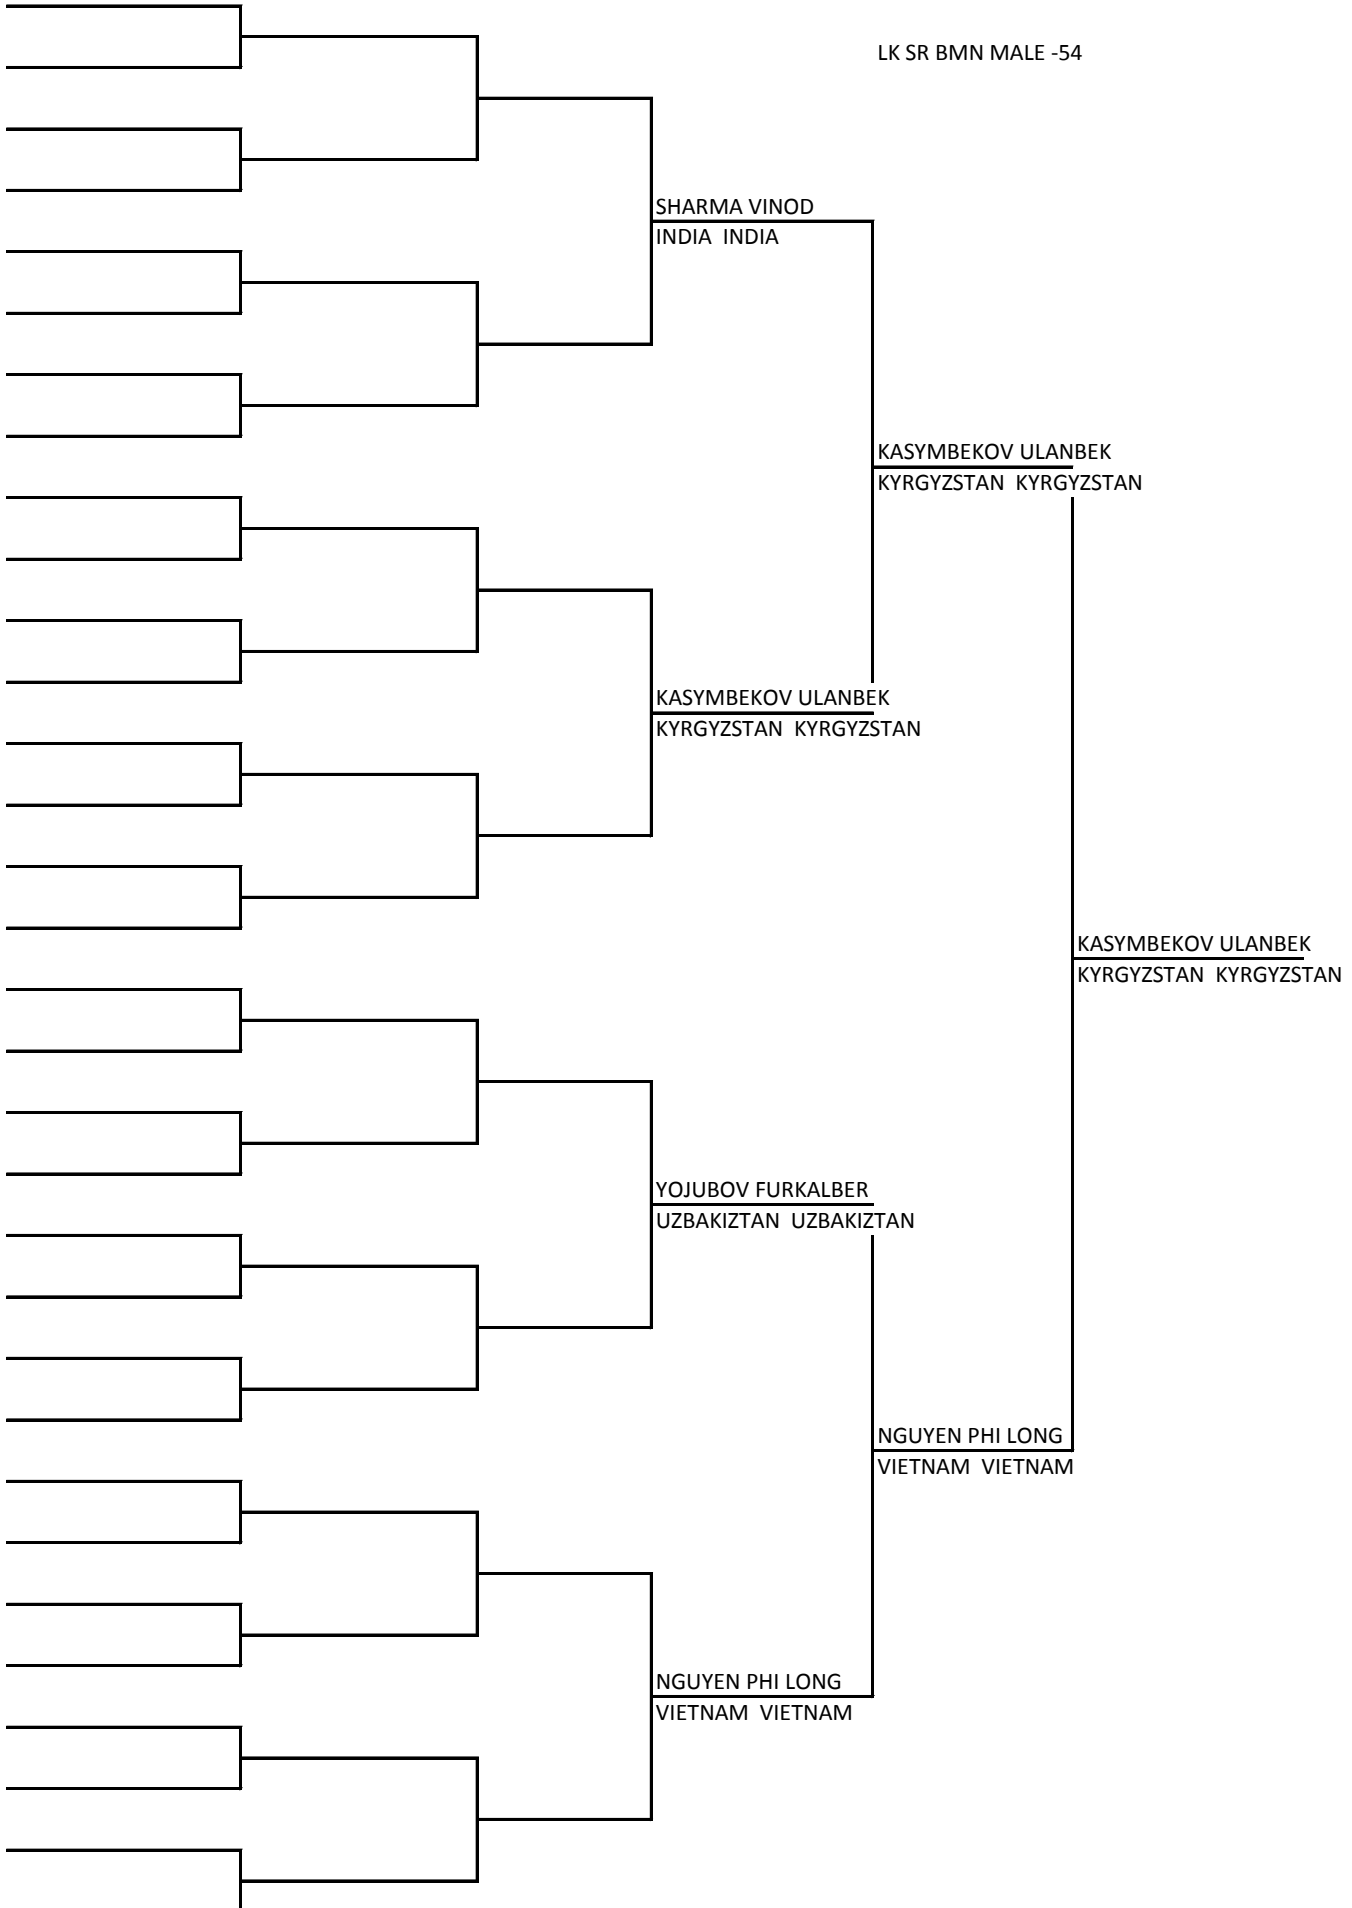 LK SR BMN MALE -54
SHARMA VINOD
INDIA  INDIA
KASYMBEKOV ULANBEK
KYRGYZSTAN  KYRGYZSTAN
KASYMBEKOV ULANBEK
KYRGYZSTAN  KYRGYZSTAN
KASYMBEKOV ULANBEK
KYRGYZSTAN  KYRGYZSTAN
YOJUBOV FURKALBER
UZBAKIZTAN  UZBAKIZTAN
NGUYEN PHI LONG
VIETNAM  VIETNAM
NGUYEN PHI LONG
VIETNAM  VIETNAM